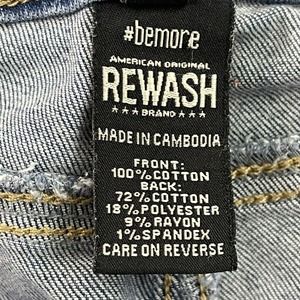 #bemore
AMERICAN ORIGINAL
REWASH
*** BRAND ***
MADE IN CAMBODIA
FRONT:
100%COTTON
BACK:
72%COTTON
18%POLYESTER
9%RAYON
1%SPANDEX
CARE ON REVERSE